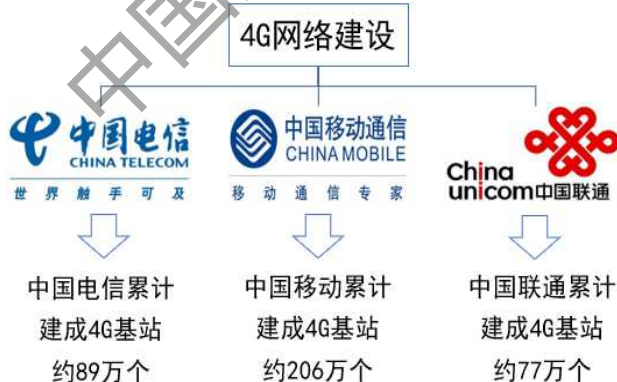 中国
4G网络建设
中国电信
CHINA TELECOM
世界触手可及
中国移动通信
CHINA MOBILE
移动通信专家
China
unicom中国联通
中国电信累计
建成4G基站
约89万个
中国移动累计
建成4G基站
约206万个
中国联通累计
建成4G基站
约77万个